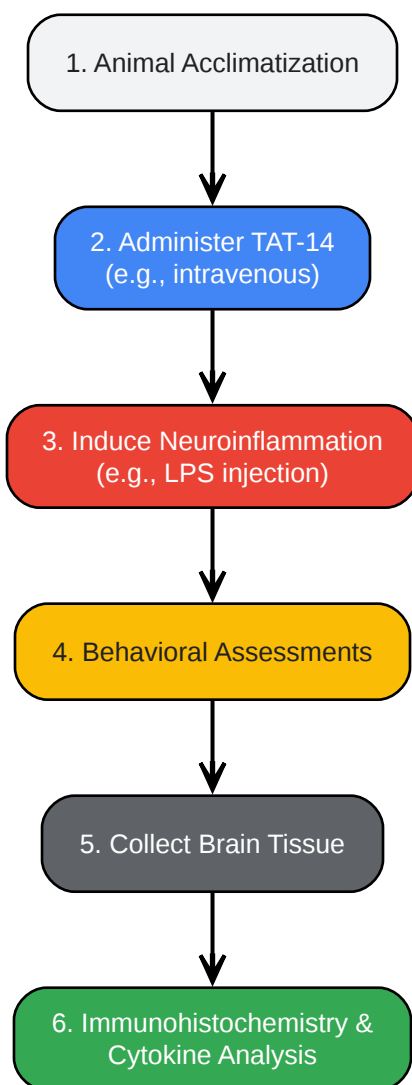 1. Animal Acclimatization
2. Administer TAT-14
(e.g., intravenous)
3. Induce Neuroinflammation
(e.g., LPS injection)
4. Behavioral Assessments
5. Collect Brain Tissue
6. Immunohistochemistry &
Cytokine Analysis